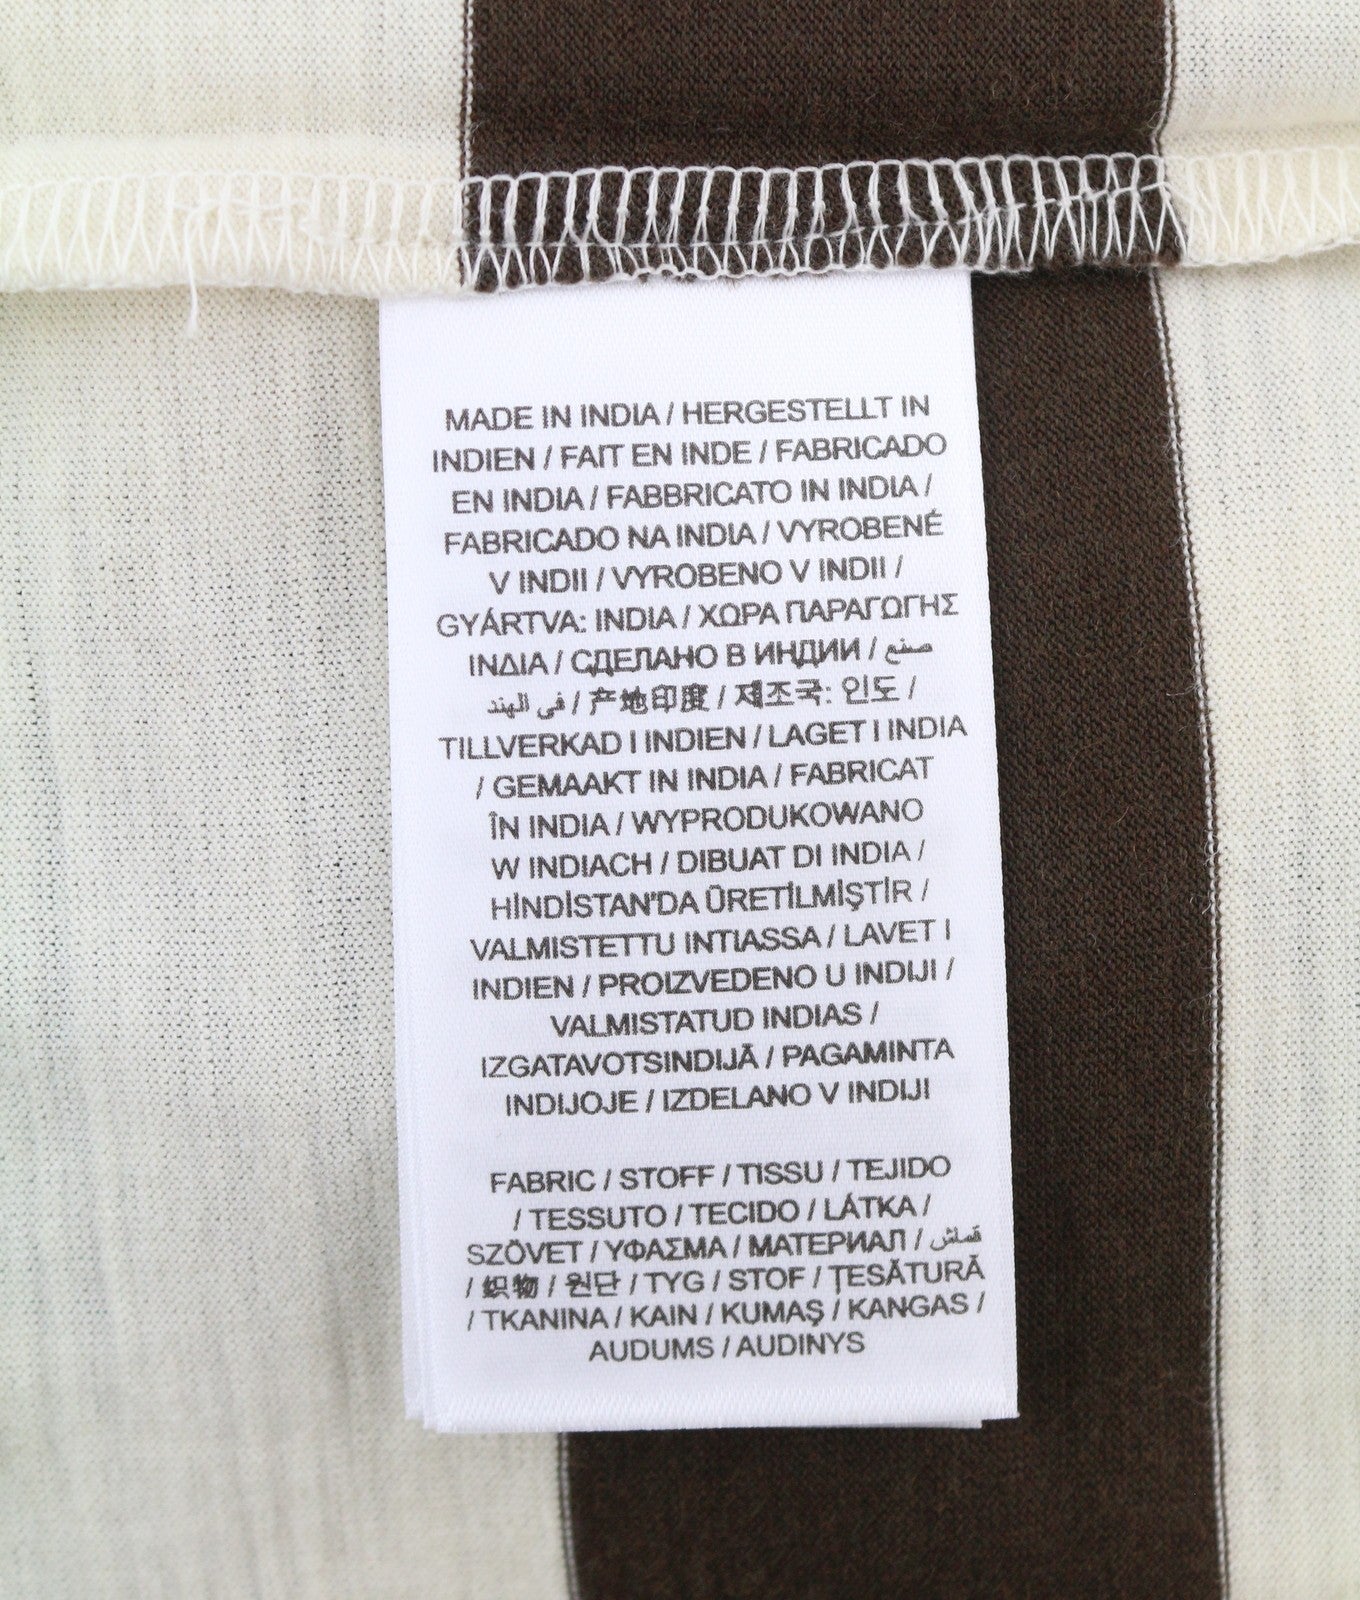 MADE IN INDIA / HERGESTELLT IN
INDIEN / FAIT EN INDE / FABRICADO
EN INDIA / FABBRICATO IN INDIA /
FABRICADO NA INDIA / VYROBENÉ
V INDII / VYROBENO V INDII /
GYÁRTVA: INDIA / ΧΩΡΑ ΠΑΡΑΓΩΓΗΣ
ΙΝΔΙΑ / СДЕЛАНО В ИНДИИ / صنع
في الهند / 产地印度 / 제조국: 인도 /
TILLVERKAD I INDIEN / LAGET I INDIA
/ GEMAAKT IN INDIA / FABRICAT
ÎN INDIA / WYPRODUKOWANO
W INDIACH / DIBUAT DI INDIA /
HİNDİSTAN'DA ÜRETİLMİŞTİR /
VALMISTETTU INTIASSA / LAVET I
INDIEN / PROIZVEDENO U INDIJI /
VALMISTATUD INDIAS /
IZGATAVOTSINDIJĀ / PAGAMINTA
INDIJOJE / IZDELANO V INDIJI
FABRIC / STOFF / TISSU / TEJIDO
/ TESSUTO / TECIDO / LÁTKA /
SZÖVET / ΥΦΑΣΜΑ / МАТЕРИАЛ / قماش
/ 织物 / 원단 / TYG / STOF / ȚESĂTURĂ
/ TKANINA / KAIN / KUMAŞ / KANGAS /
AUDUMS / AUDINYS